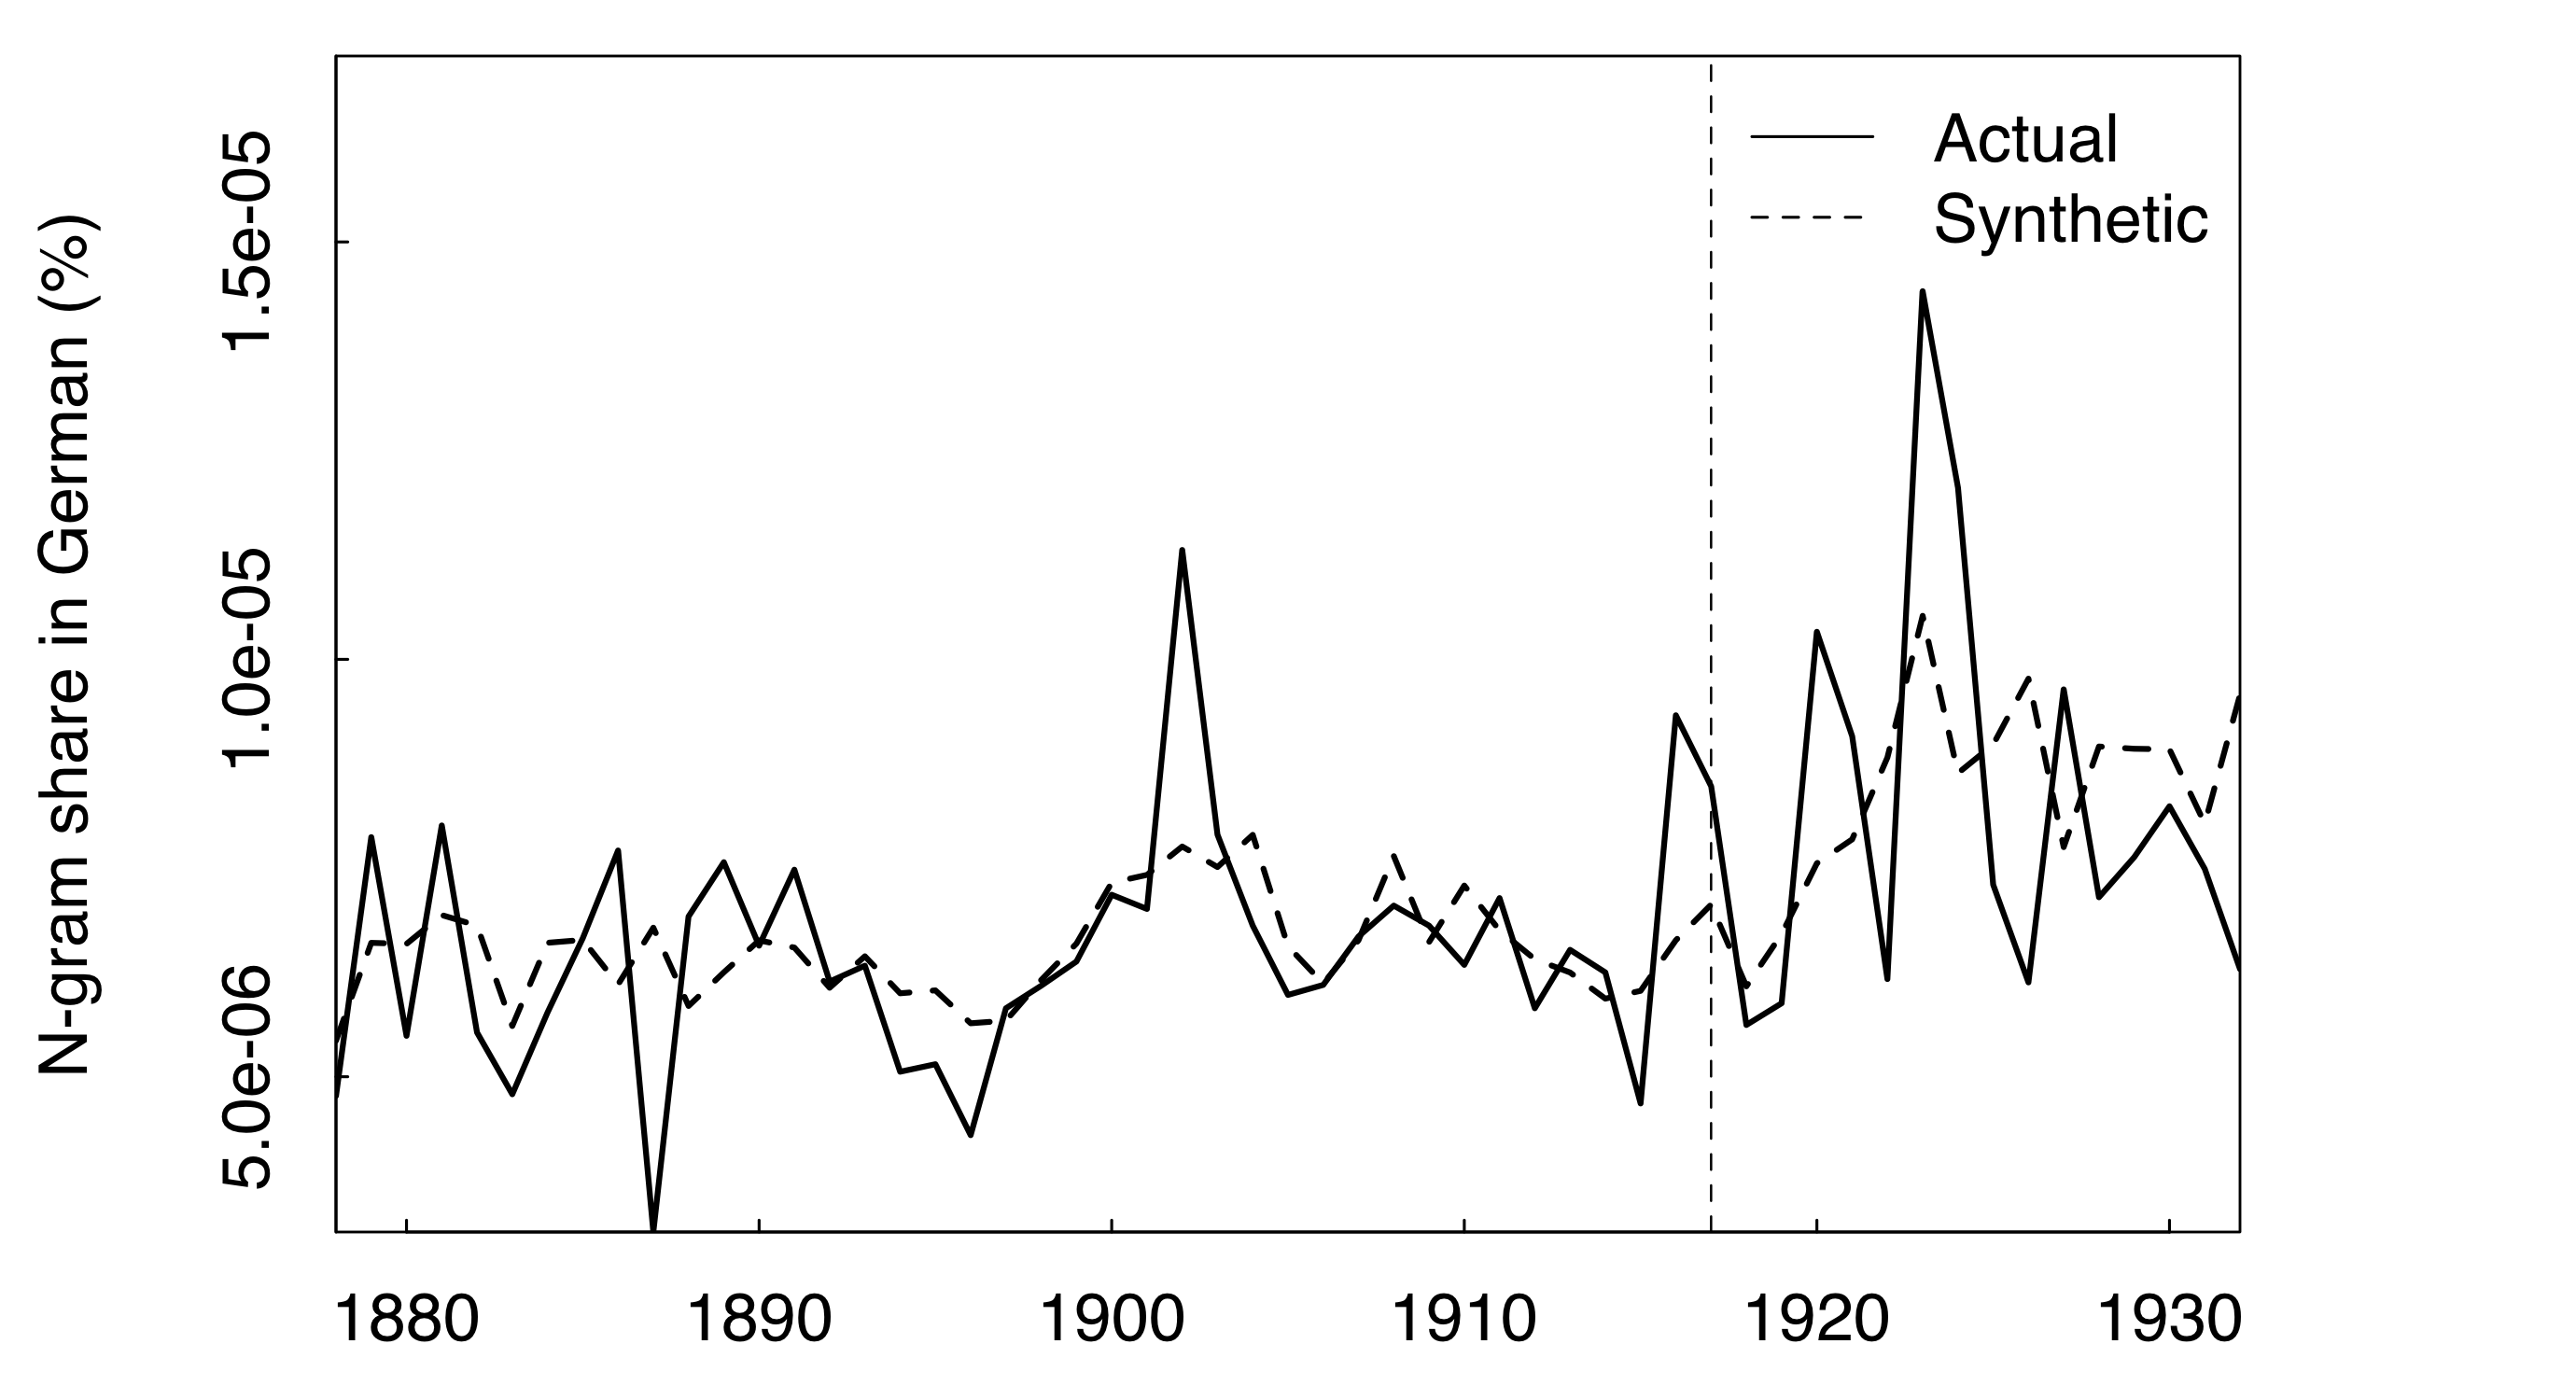 N-gram share in German (%)
1.5e-05
1.0e-05
5.0e-06
Actual
Synthetic
1880 1890 1900 1910 1920 1930